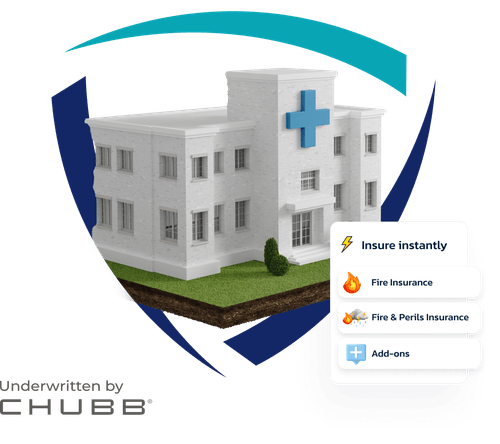 Insure instantly
Fire Insurance
Fire & Perils Insurance
Add-ons
Underwritten by
CHUBB®